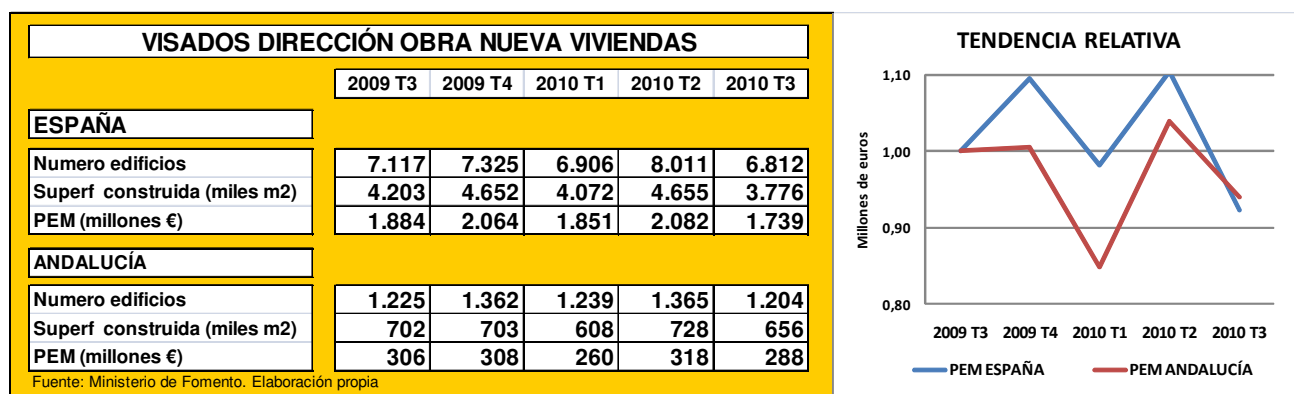 VISADOS DIRECCIÓN OBRA NUEVA VIVIENDAS
2009 T3 2009 T4 2010 T1 2010 T2 2010 T3
ESPAÑA
Numero edificios 7.117 7.325 6.906 8.011 6.812
Superf construida (miles m2) 4.203 4.652 4.072 4.655 3.776
PEM (millones €) 1.884 2.064 1.851 2.082 1.739
ANDALUCÍA
Numero edificios 1.225 1.362 1.239 1.365 1.204
Superf construida (miles m2) 702 703 608 728 656
PEM (millones €) 306 308 260 318 288
Fuente: Ministerio de Fomento. Elaboración propia
TENDENCIA RELATIVA
Millones de euros
1,10
1,00
0,90
0,80
2009 T3 2009 T4 2010 T1 2010 T2 2010 T3
PEM ESPAÑA PEM ANDALUCÍA